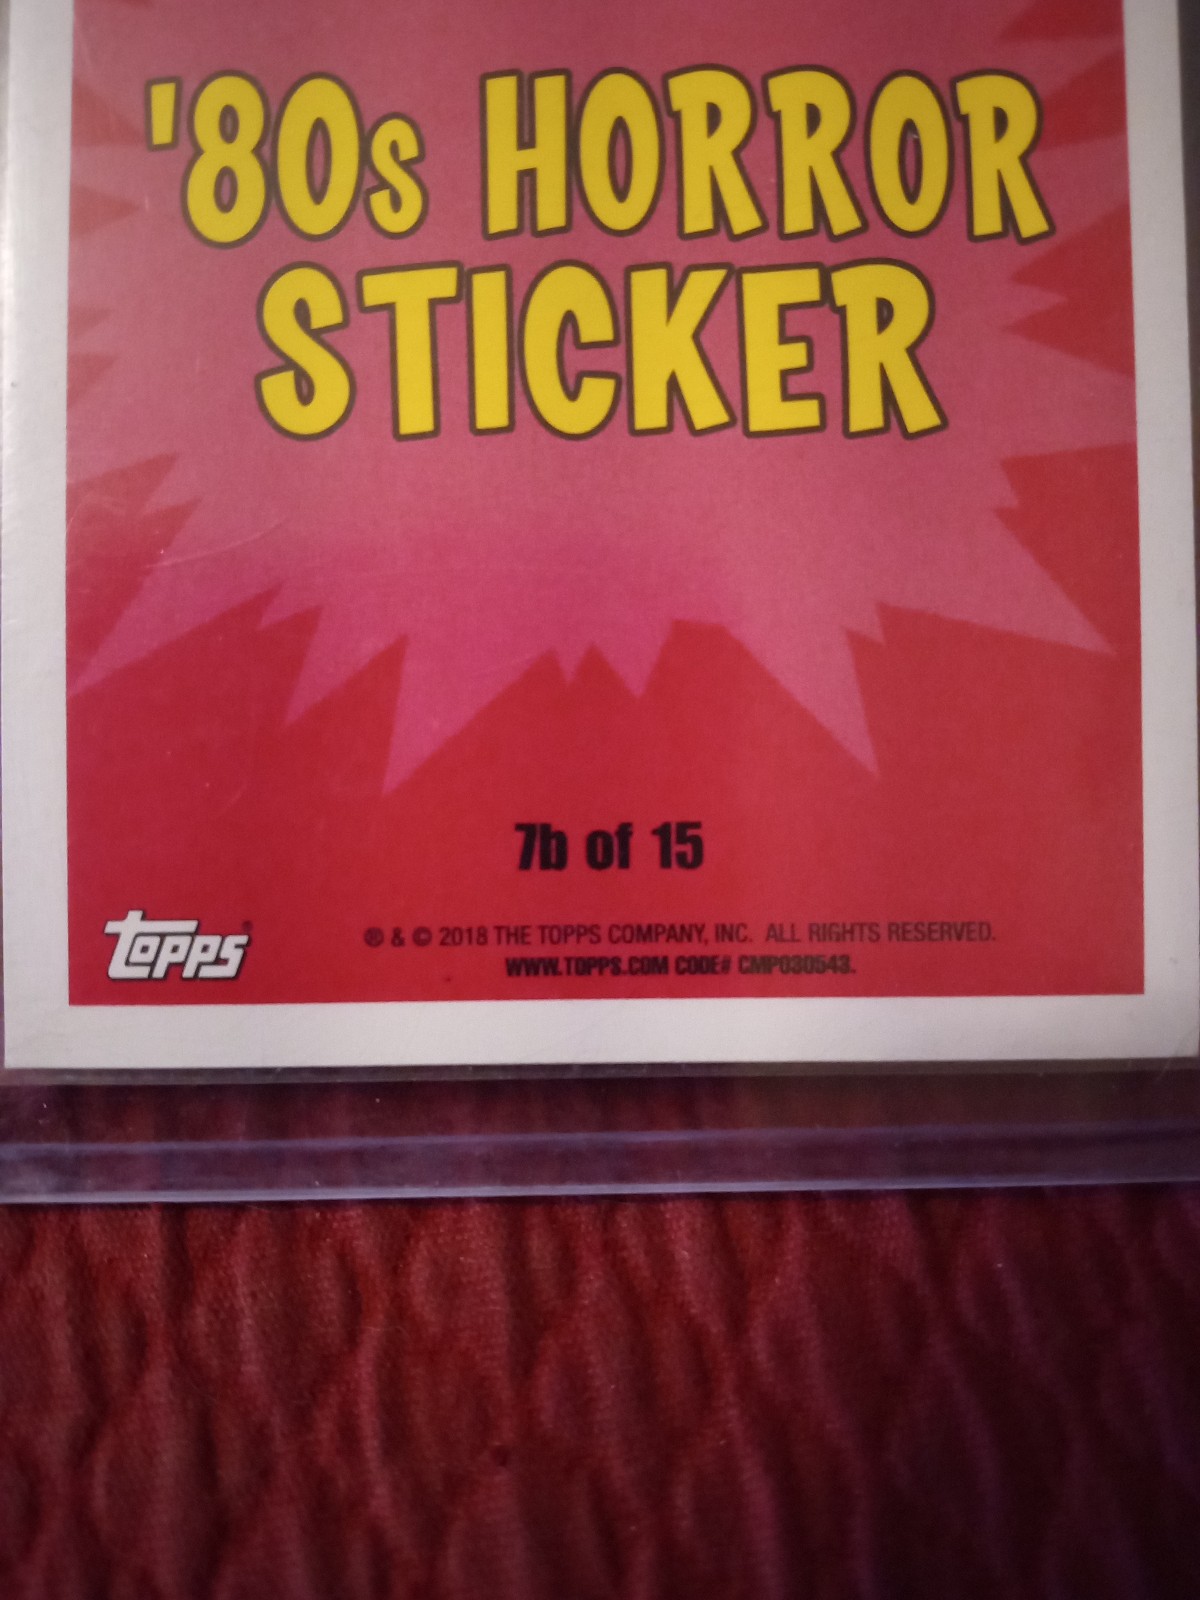 '80s HORROR
STICKER
7b of 15
topps®
® & © 2018 THE TOPPS COMPANY, INC. ALL RIGHTS RESERVED.
WWW.TOPPS.COM CODE# CMP030543.